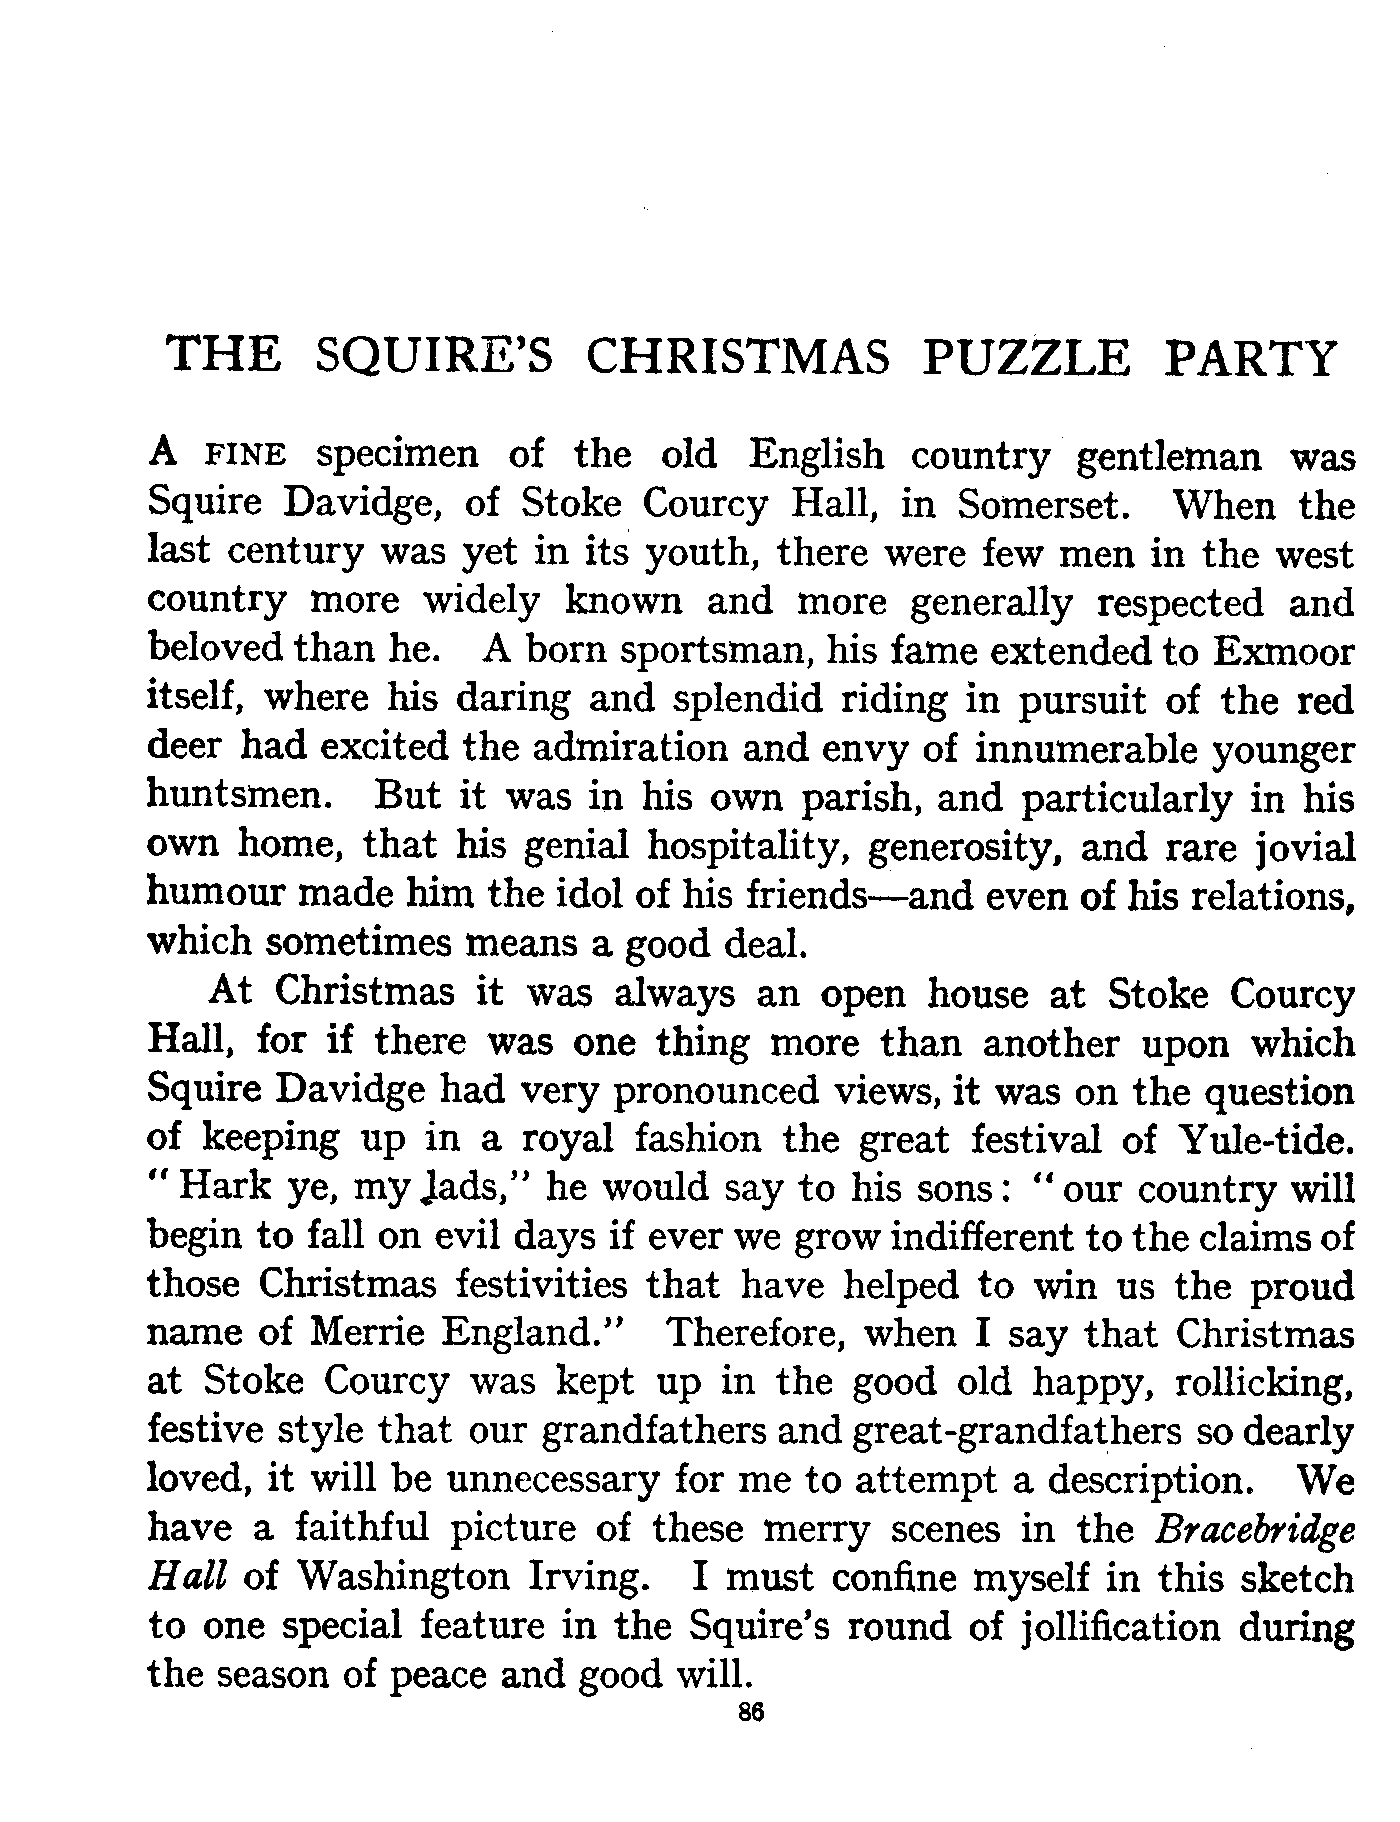 THE SQUIRE'S CHRISTMAS PUZZLE PARTY
A FINE specimen of the old English country gentleman was
Squire Davidge, of Stoke Courcy Hall, in Somerset. When the
last century was yet in its youth, there were few men in the west
country more widely known and more generally respected and
beloved than he. A born sportsman, his fame extended to Exmoor
itself, where his daring and splendid riding in pursuit of the red
deer had excited the admiration and envy of innumerable younger
huntsmen. But it was in his own parish, and particularly in his
own home, that his genial hospitality, generosity, and rare jovial
humour made him the idol of his friends—and even of his relations,
which sometimes means a good deal.
At Christmas it was always an open house at Stoke Courcy
Hall, for if there was one thing more than another upon which
Squire Davidge had very pronounced views, it was on the question
of keeping up in a royal fashion the great festival of Yule-tide.
"Hark ye, my lads," he would say to his sons: "our country will
begin to fall on evil days if ever we grow indifferent to the claims of
those Christmas festivities that have helped to win us the proud
name of Merrie England." Therefore, when I say that Christmas
at Stoke Courcy was kept up in the good old happy, rollicking,
festive style that our grandfathers and great-grandfathers so dearly
loved, it will be unnecessary for me to attempt a description. We
have a faithful picture of these merry scenes in the Bracebridge
Hall of Washington Irving. I must confine myself in this sketch
to one special feature in the Squire's round of jollification during
the season of peace and good will.
86